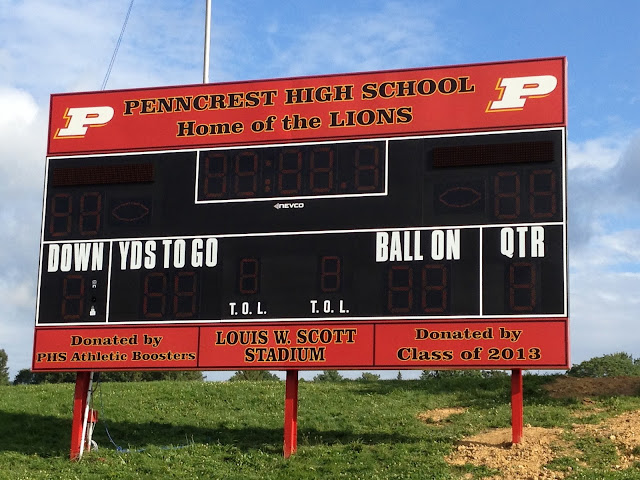 P PENNCREST HIGH SCHOOL P
Home of the LIONS
NEVCO
DOWN YDS TO GO BALL ON QTR
T.O.L. T.O.L.
Donated by
PHS Athletic Boosters
LOUIS W. SCOTT
STADIUM
Donated by
Class of 2013